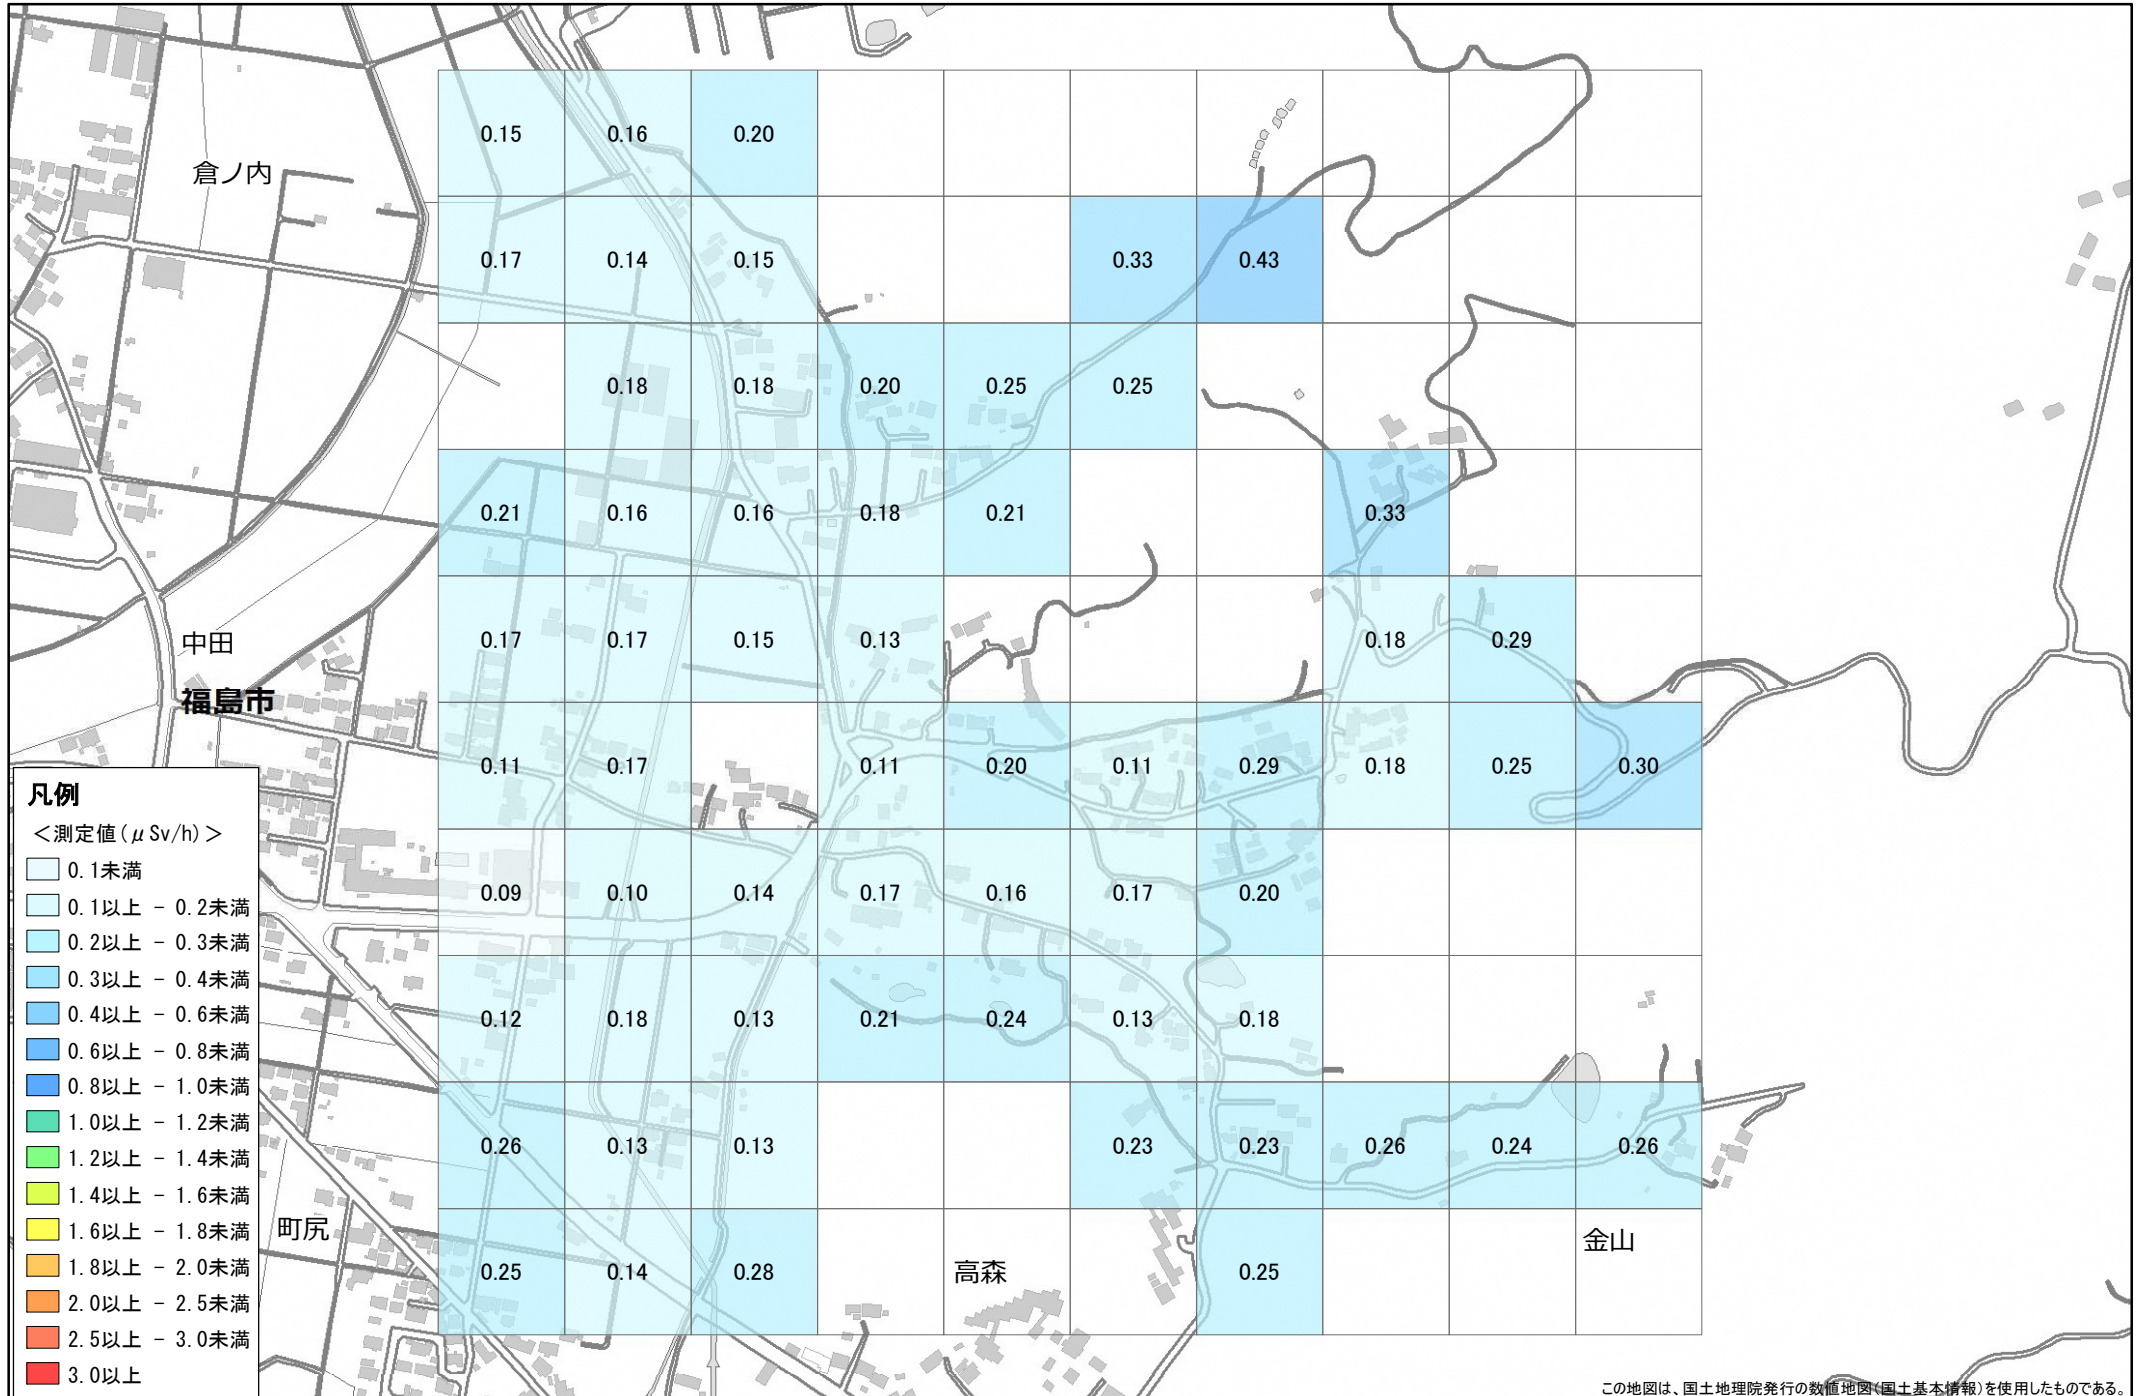 0.15 0.16 0.20
倉ノ内
0.17 0.14 0.15 0.33 0.43
0.18 0.18 0.20 0.25 0.25
0.21 0.16 0.16 0.18 0.21 0.33
中田
0.17 0.17 0.15 0.13 0.18 0.29
福島市
0.11 0.17 0.11 0.20 0.11 0.29 0.18 0.25 0.30
0.09 0.10 0.14 0.17 0.16 0.17 0.20
0.12 0.18 0.13 0.21 0.24 0.13 0.18
0.26 0.13 0.13 0.23 0.23 0.26 0.24 0.26
町尻
金山
0.25 0.14 0.28 高森 0.25
凡例
<測定値(μSv/h)>
0.1未満
0.1以上 - 0.2未満
0.2以上 - 0.3未満
0.3以上 - 0.4未満
0.4以上 - 0.6未満
0.6以上 - 0.8未満
0.8以上 - 1.0未満
1.0以上 - 1.2未満
1.2以上 - 1.4未満
1.4以上 - 1.6未満
1.6以上 - 1.8未満
1.8以上 - 2.0未満
2.0以上 - 2.5未満
2.5以上 - 3.0未満
3.0以上
この地図は、国土地理院発行の数値地図(国土基本情報)を使用したものである。